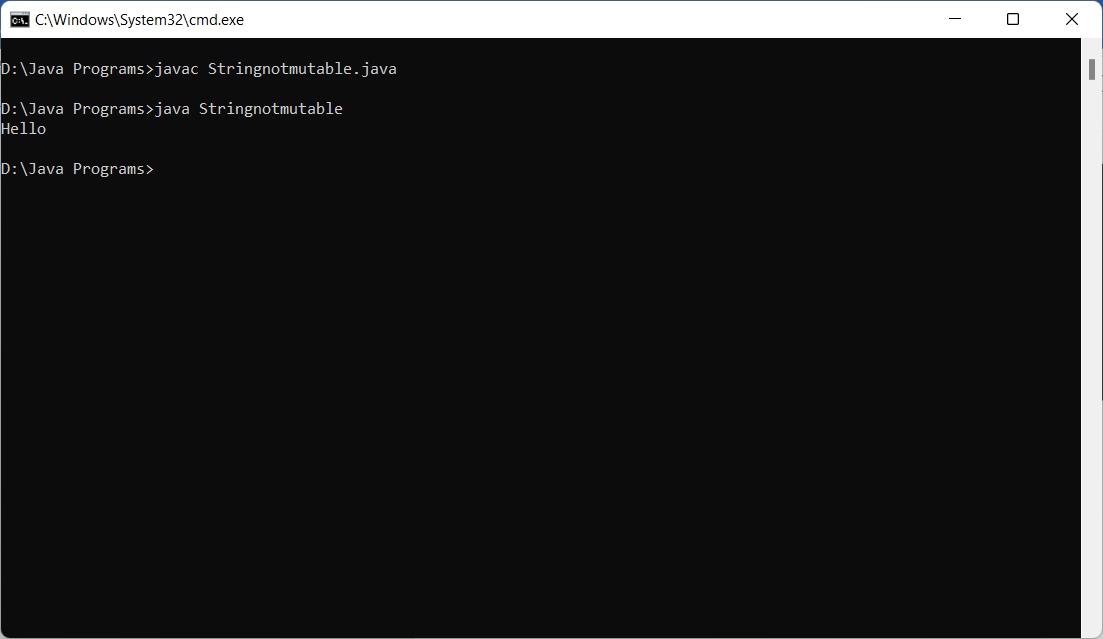 C:\Windows\System32\cmd.exe
D:\Java Programs>javac Stringnotmutable.java
D:\Java Programs>java Stringnotmutable
Hello
D:\Java Programs>